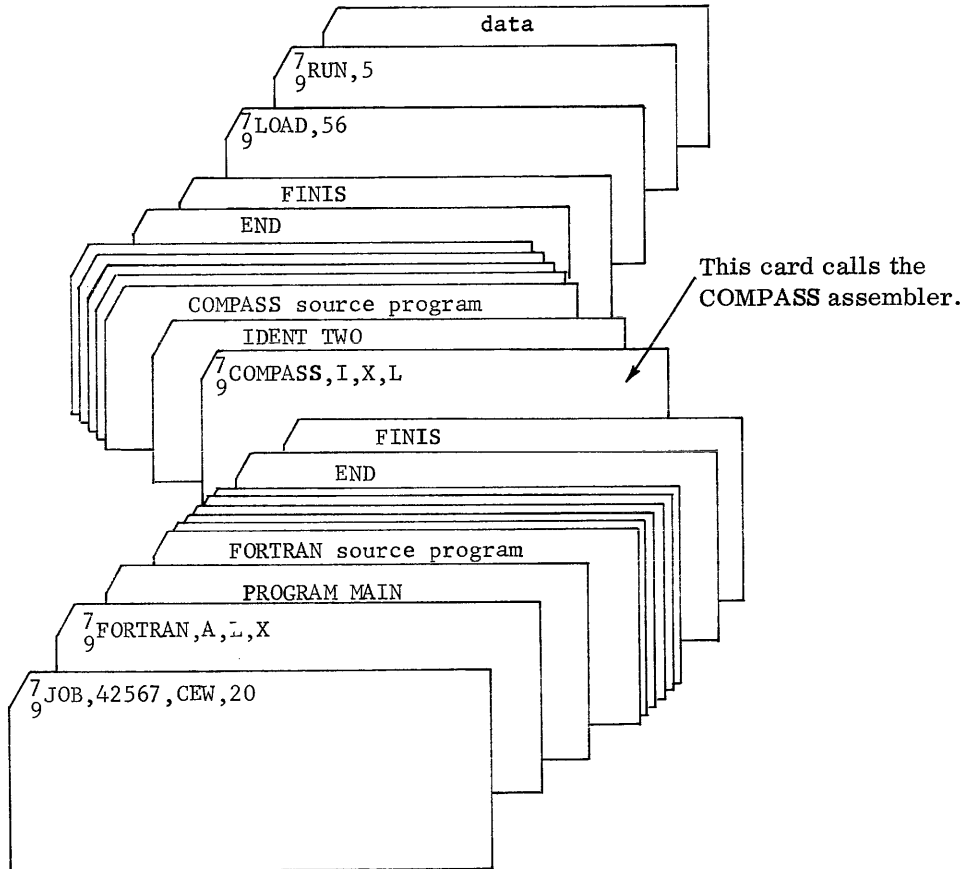 data
7
9RUN,5
7
9LOAD,56
FINIS
END
COMPASS source program
IDENT TWO
7
9COMPASS,I,X,L
This card calls the
COMPASS assembler.
FINIS
END
FORTRAN source program
PROGRAM MAIN
7
9FORTRAN,A,L,X
7
9JOB,42567,CEW,20